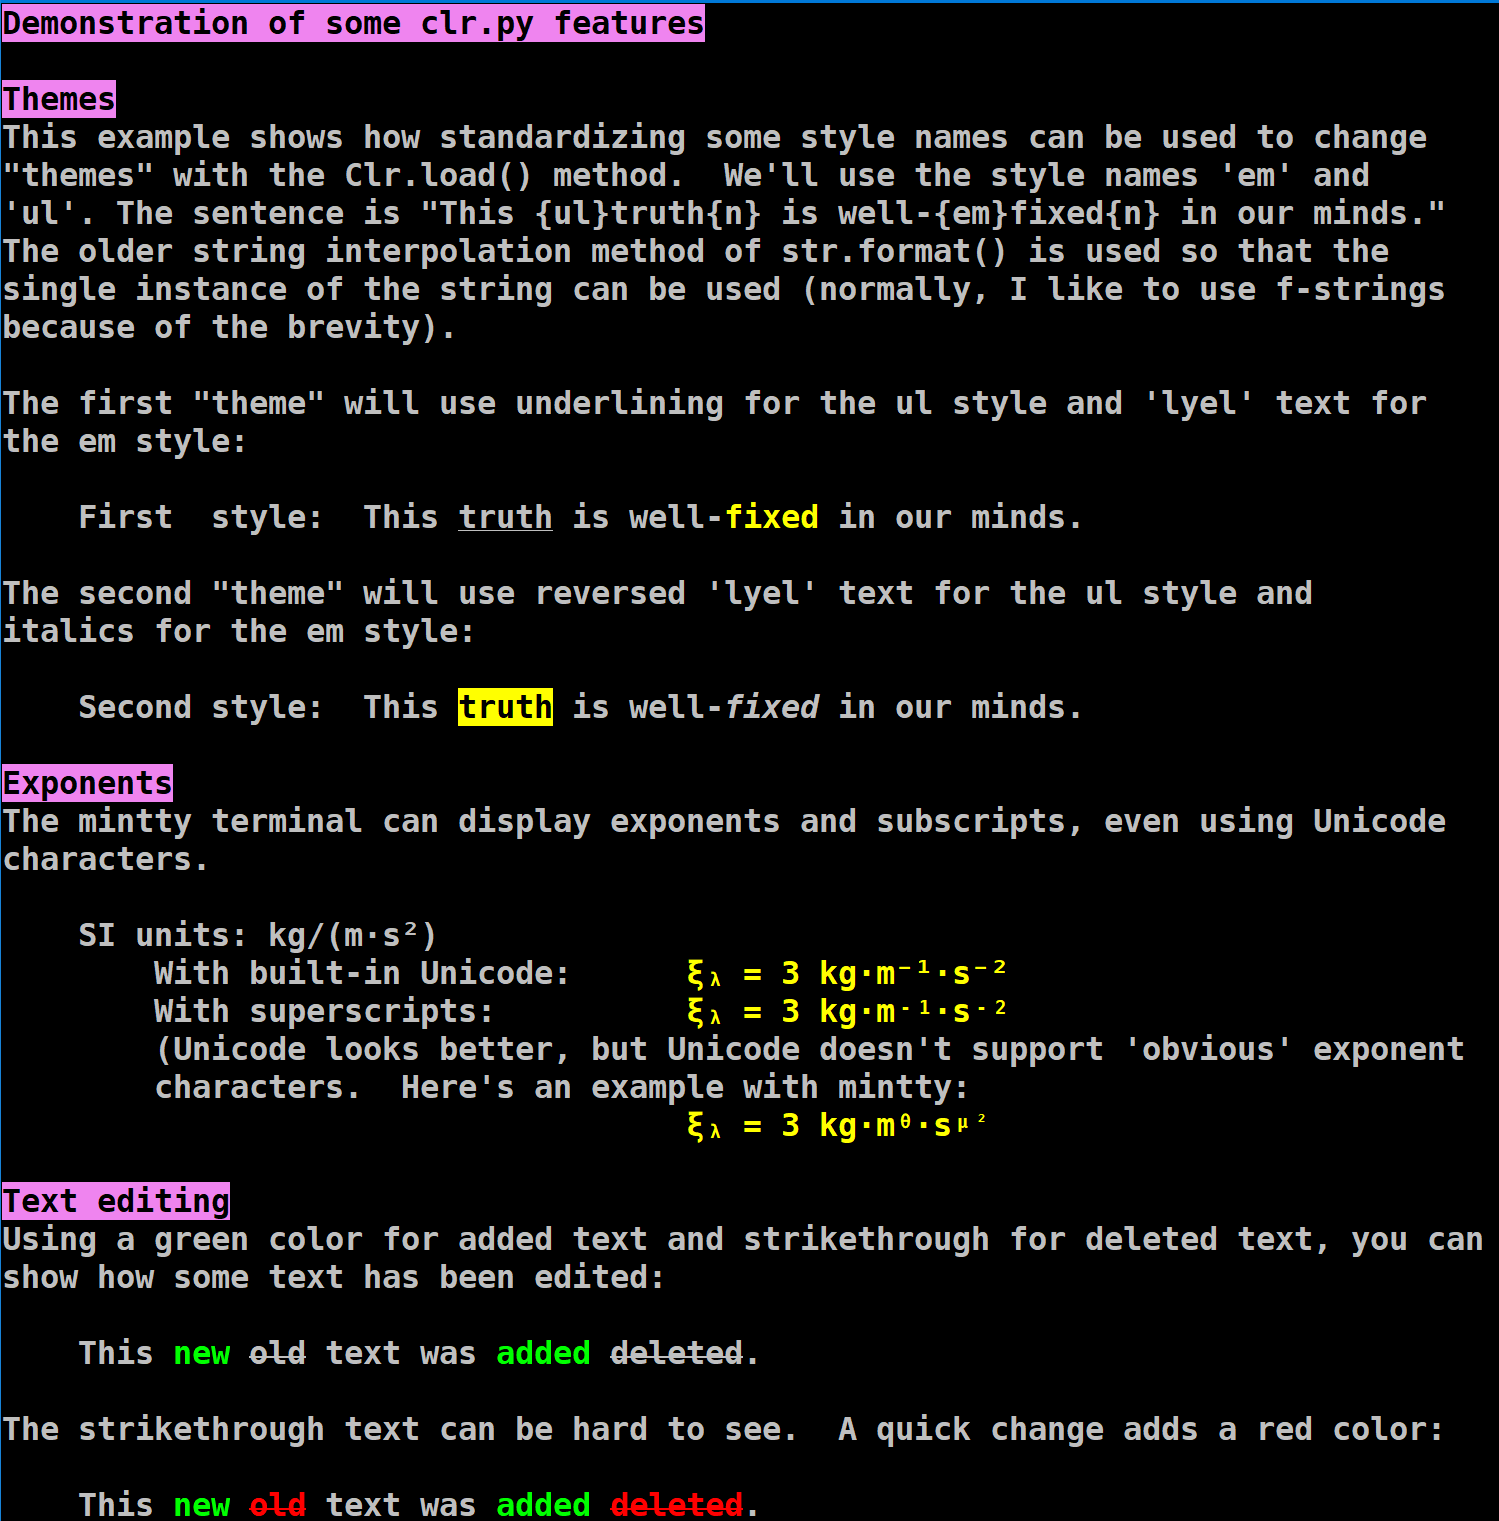 Demonstration of some clr.py features
Themes
This example shows how standardizing some style names can be used to change
"themes" with the Clr.load() method.  We'll use the style names 'em' and
'ul'. The sentence is "This {ul}truth{n} is well-{em}fixed{n} in our minds."
The older string interpolation method of str.format() is used so that the
single instance of the string can be used (normally, I like to use f-strings
because of the brevity).
The first "theme" will use underlining for the ul style and 'lyel' text for
the em style:
First  style:  This truth is well-fixed in our minds.
The second "theme" will use reversed 'lyel' text for the ul style and
italics for the em style:
Second style:  This truth is well-fixed in our minds.
Exponents
The mintty terminal can display exponents and subscripts, even using Unicode
characters.
SI units: kg/(m·s²)
With built-in Unicode:      ξλ = 3 kg·m⁻¹·s⁻²
With superscripts:          ξλ = 3 kg·m⁻¹·s⁻²
(Unicode looks better, but Unicode doesn't support 'obvious' exponent
characters.  Here's an example with mintty:
ξλ = 3 kg·mθ·sμ²
Text editing
Using a green color for added text and strikethrough for deleted text, you can
show how some text has been edited:
This new old text was added deleted.
The strikethrough text can be hard to see.  A quick change adds a red color:
This new old text was added deleted.